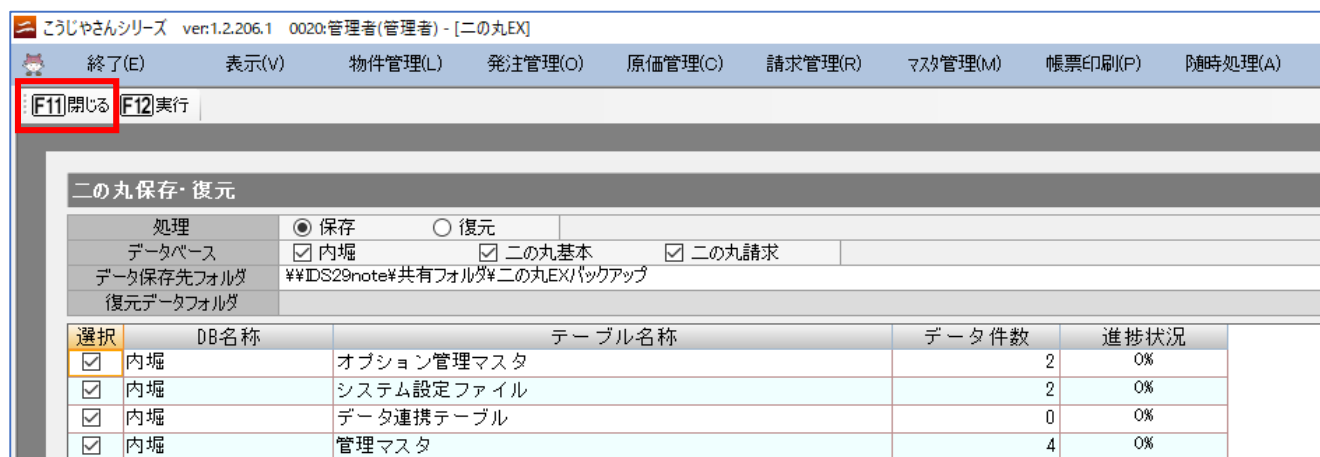 こうじやさんシリーズ ver:1.2.206.1 0020:管理者(管理者) - [二の丸EX]
終了(E) 表示(V) 物件管理(L) 発注管理(O) 原価管理(C) 請求管理(R) マスタ管理(M) 帳票印刷(P) 随時処理(A)
F11 閉じる F12 実行
二の丸保存・復元
処理 保存 復元
データベース 内堀 二の丸基本 二の丸請求
データ保存先フォルダ ¥¥IDS29note¥共有フォルダ¥二の丸EXバックアップ
復元データフォルダ
選択 DB名称 テーブル名称 データ件数 進捗状況
内堀 オプション管理マスタ 2 0%
内堀 システム設定ファイル 2 0%
内堀 データ連携テーブル 0 0%
内堀 管理マスタ 4 0%